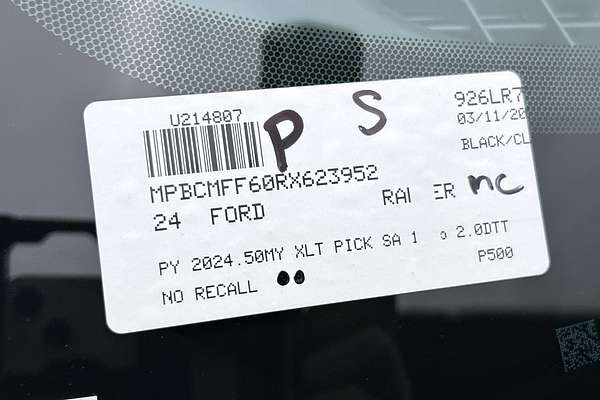 U214807 P S 926LR7
03/11/20
BLACK/CL
MPBCMFF60RX623952
24 FORD RAI ER nc
PY 2024.50MY XLT PICK SA 1 2.0DTT
NO RECALL P500